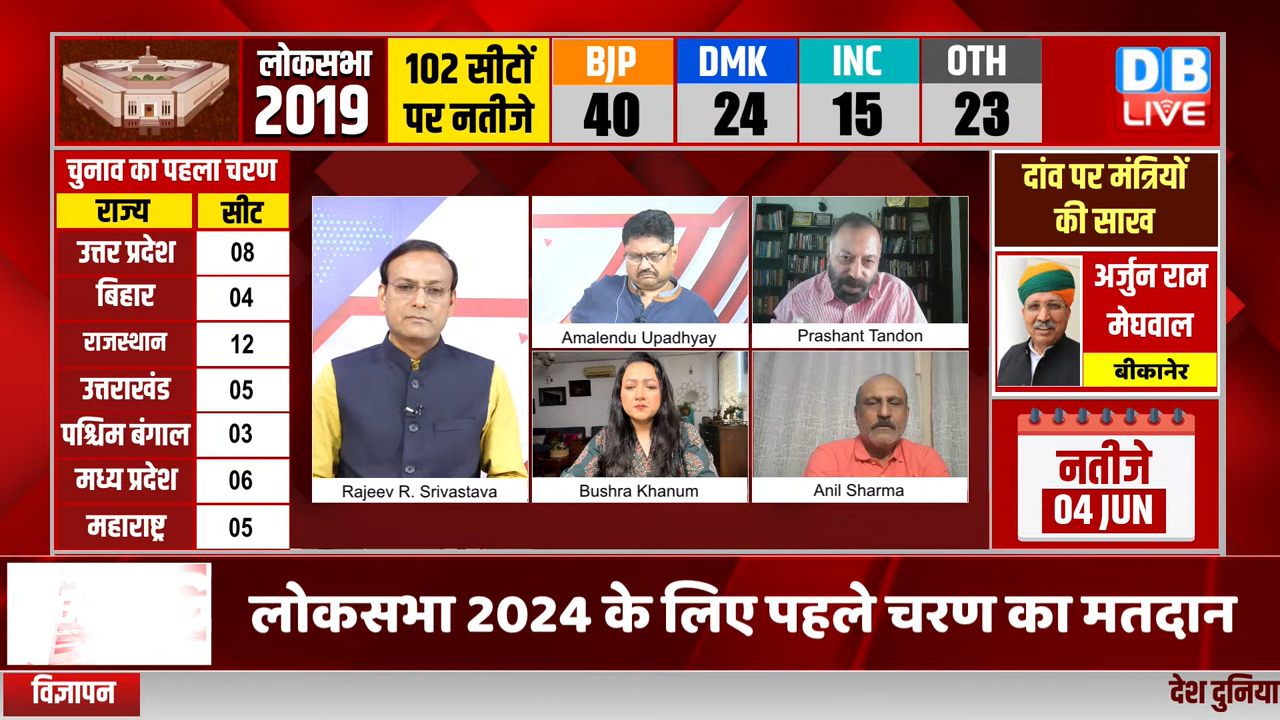 लोकसभा
2019
102 सीटों
पर नतीजे
BJP
40
DMK
24
INC
15
OTH
23
DB
LIVE
चुनाव का पहला चरण
राज्य सीट
उत्तर प्रदेश 08
बिहार 04
राजस्थान 12
उत्तराखंड 05
पश्चिम बंगाल 03
मध्य प्रदेश 06
महाराष्ट्र 05
Rajeev R. Srivastava
Amalendu Upadhyay
Prashant Tandon
Bushra Khanum
Anil Sharma
दांव पर मंत्रियों
की साख
अर्जुन राम
मेघवाल
बीकानेर
नतीजे
04 JUN
लोकसभा 2024 के लिए पहले चरण का मतदान
विज्ञापन
देश दुनिया